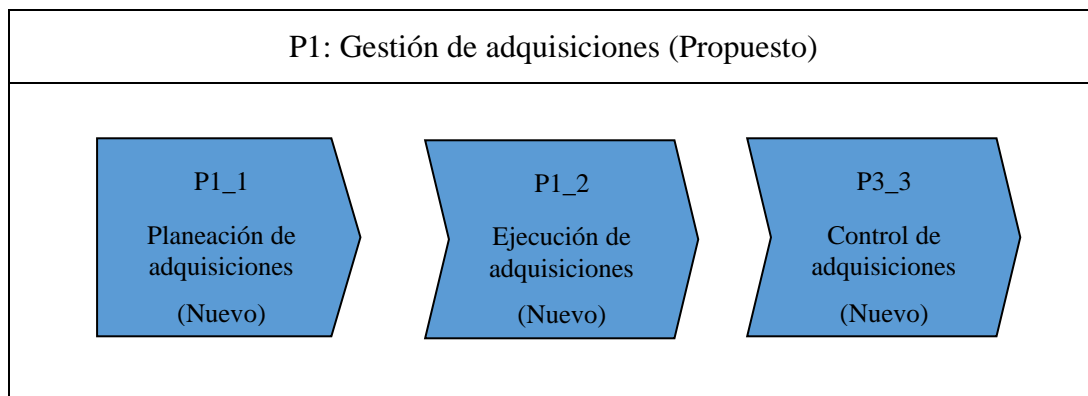 P1: Gestión de adquisiciones (Propuesto)
P1_1
Planeación de
adquisiciones
(Nuevo)
P1_2
Ejecución de
adquisiciones
(Nuevo)
P3_3
Control de
adquisiciones
(Nuevo)